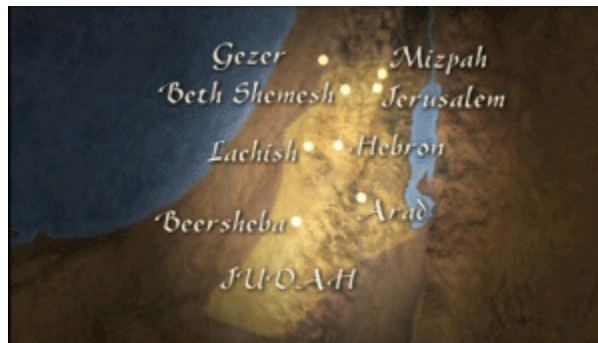 Gezer
Mizpah
Beth Shemesh
Jerusalem
Lachish
Hebron
Arad
Beersheba
JUDAH